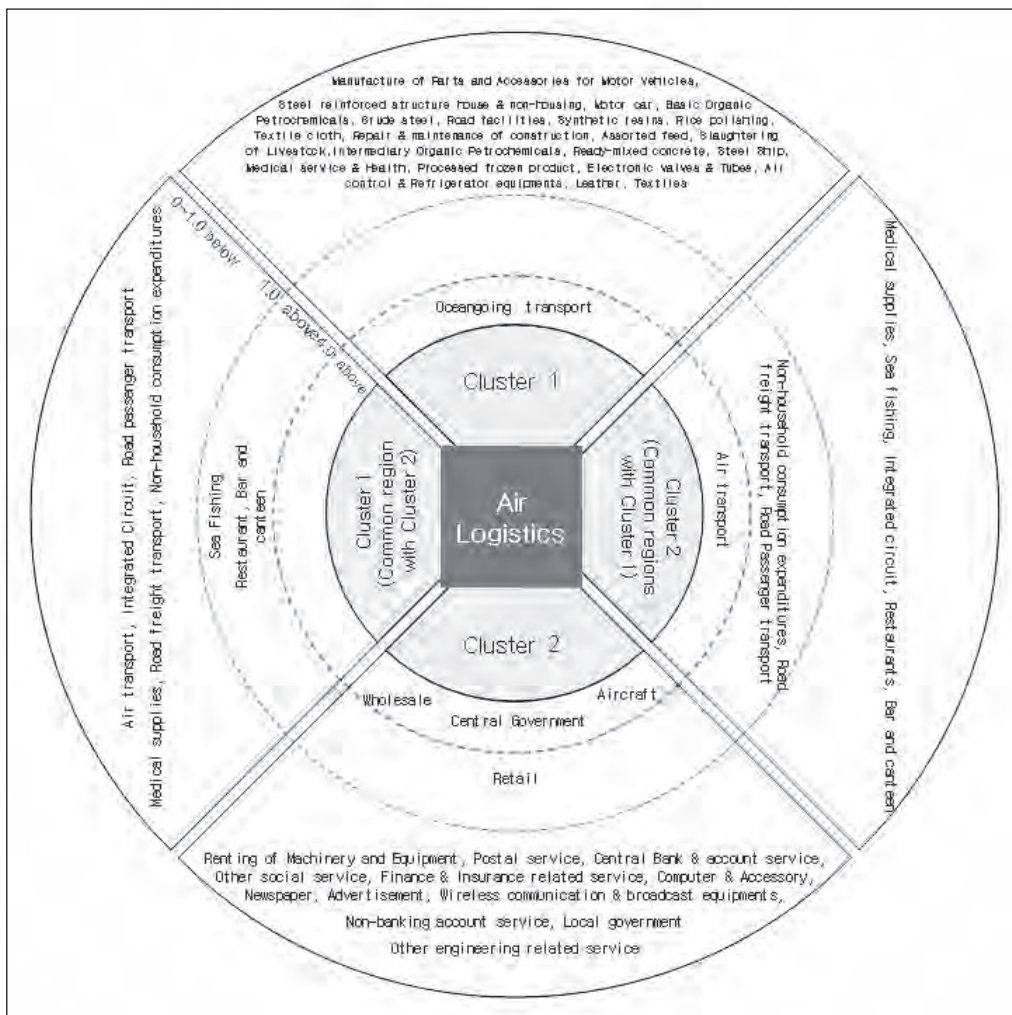 Manufacture of Parts and Accessories for Motor Vehicles,
Steel reinforced structure house & non-housing, Motor car, Basic Organic
Petrochemicals, Crude steel, Road facilities, Synthetic resins, Rice polishing,
Textile cloth, Repair & maintenance of construction, Assorted feed, Slaughtering
of Livestock,Intermediary Organic Petrochemicals, Ready-mixed concrete, Steel Ship,
Medical service & Health, Processed frozen product, Electronic valves & Tubes, Air
control & Refrigerator equipments, Leather, Textiles
0~1.0 below
1.0 above
4.0 above
Oceangoing transport
Cluster 1
Air transport, Integrated Circuit, Road passenger transport
Medical supplies, Road freight transport, Non-household consumption expenditures
Sea Fishing
Restaurant, Bar and
canteen
Cluster 1
(Common region
with Cluster 2)
Air
Logistics
Cluster 2
(Common regions
with Cluster 1)
Air transport
Non-household consumption expenditures, Road
freight transport, Road Passenger transport
Medical supplies, Sea fishing, Integrated circuit, Restaurants, Bar and canteen
Cluster 2
Wholesale
Aircraft
Central Government
Retail
Renting of Machinery and Equipment, Postal service, Central Bank & account service,
Other social service, Finance & Insurance related service, Computer & Accessory,
Newspaper, Advertisement, Wireless communication & broadcast equipments,
Non-banking account service, Local government
Other engineering related service